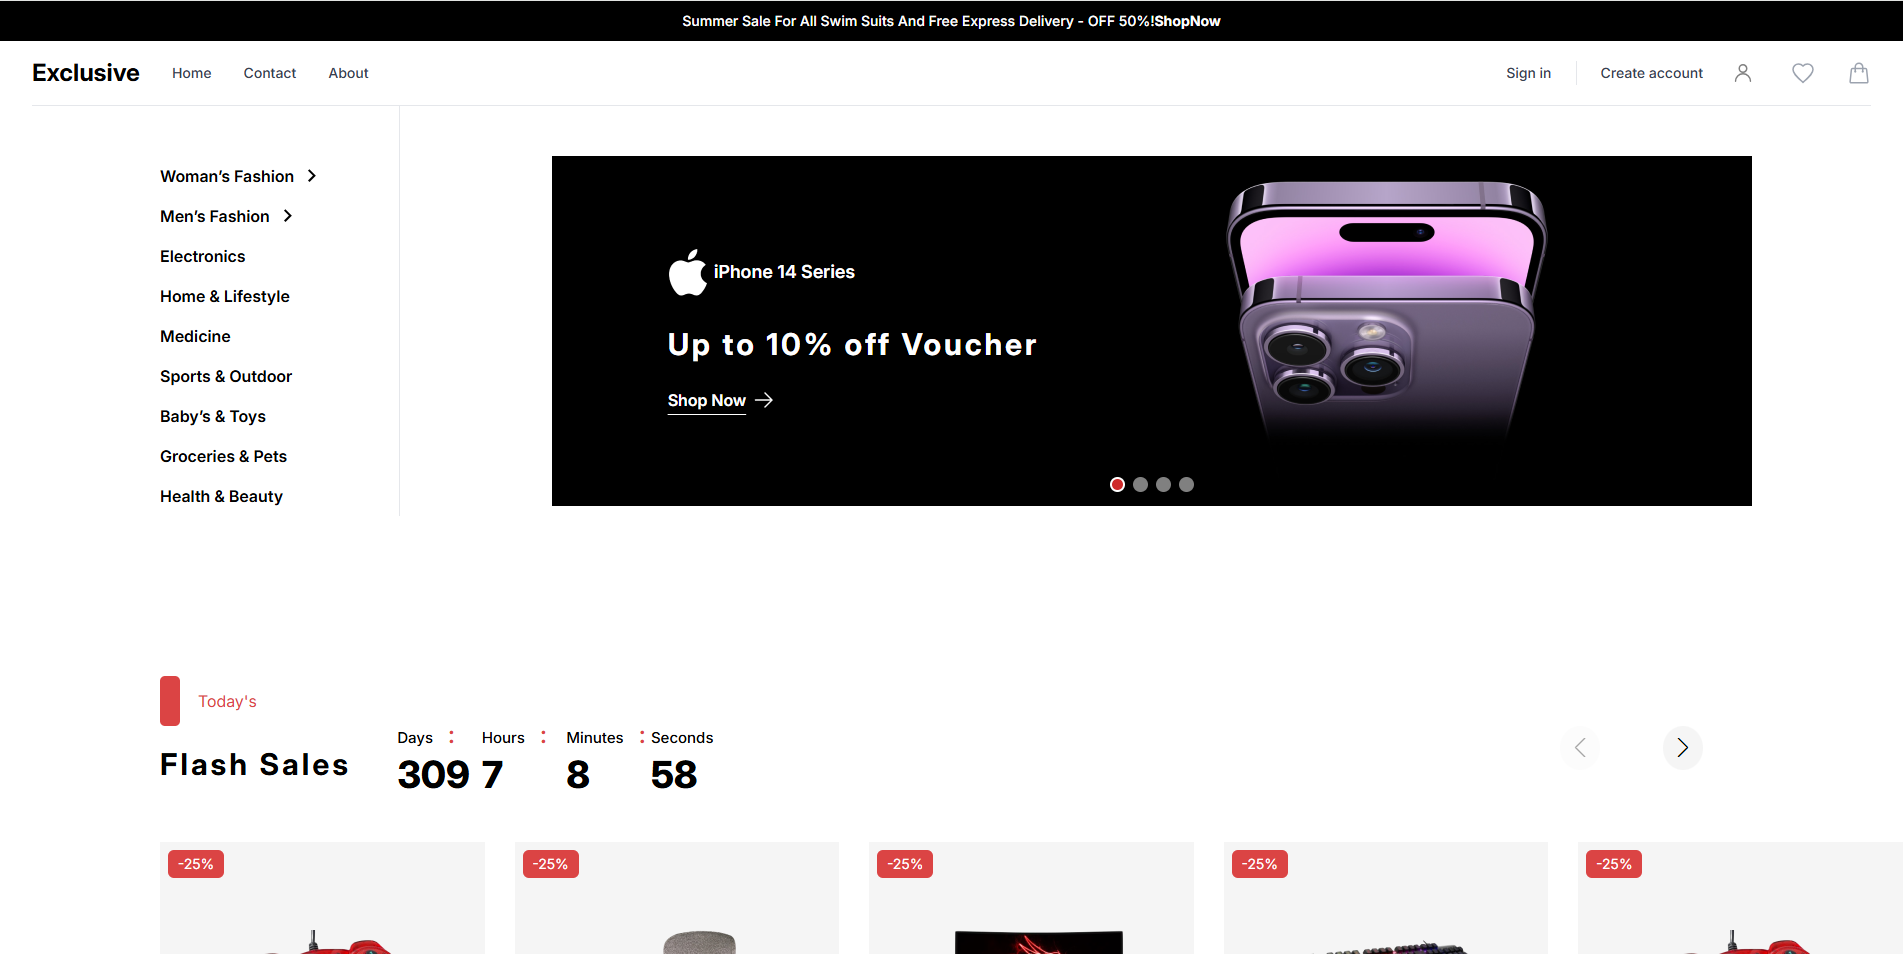 Summer Sale For All Swim Suits And Free Express Delivery - OFF 50%!ShopNow
Exclusive Home Contact About Sign in Create account
Woman’s Fashion
Men’s Fashion
Electronics
Home & Lifestyle
Medicine
Sports & Outdoor
Baby’s & Toys
Groceries & Pets
Health & Beauty
iPhone 14 Series
Up to 10% off Voucher
Shop Now
Today's
Flash Sales
Days : Hours : Minutes : Seconds
309 7 8 58
-25% -25% -25% -25% -25%